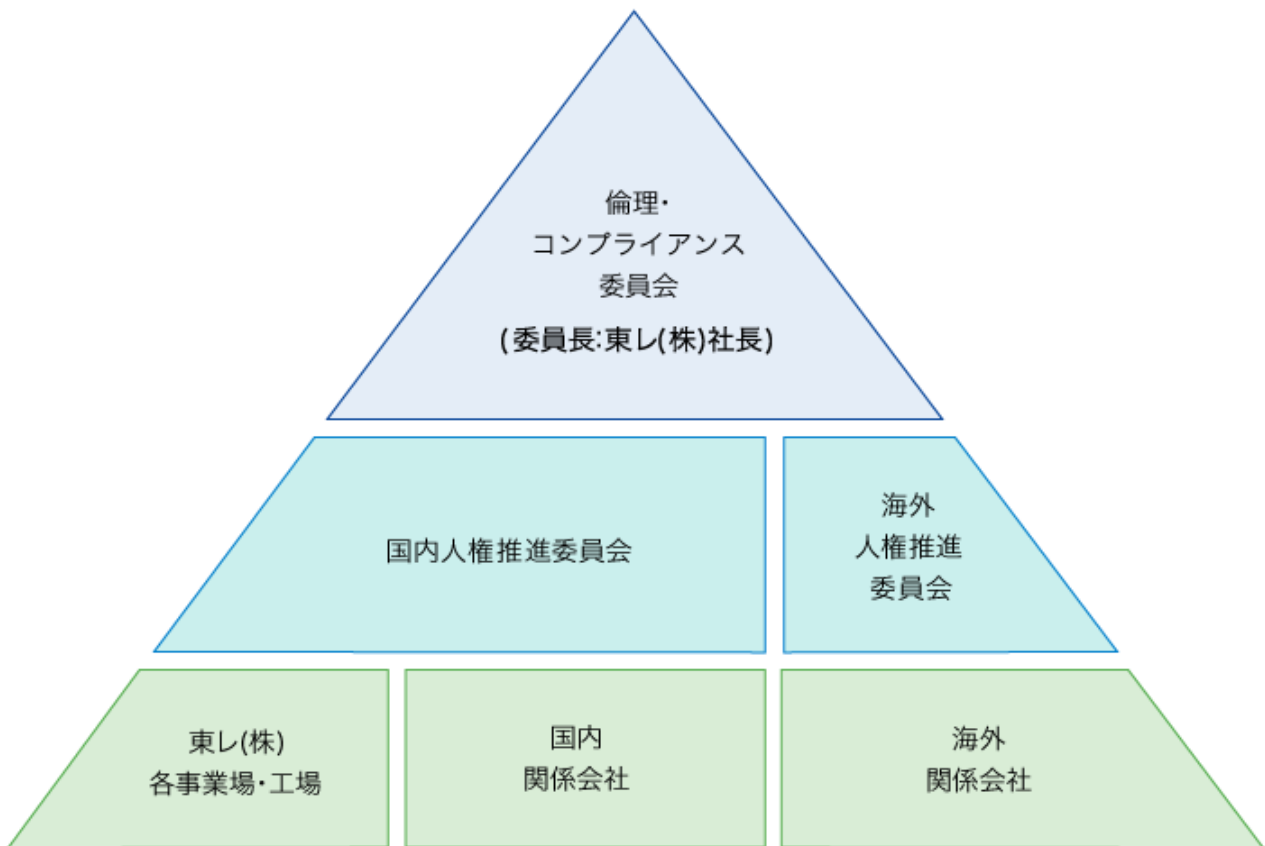 倫理・
コンプライアンス
委員会
(委員長:東レ(株)社長)
国内人権推進委員会
海外
人権推進
委員会
東レ(株)
各事業場・工場
国内
関係会社
海外
関係会社